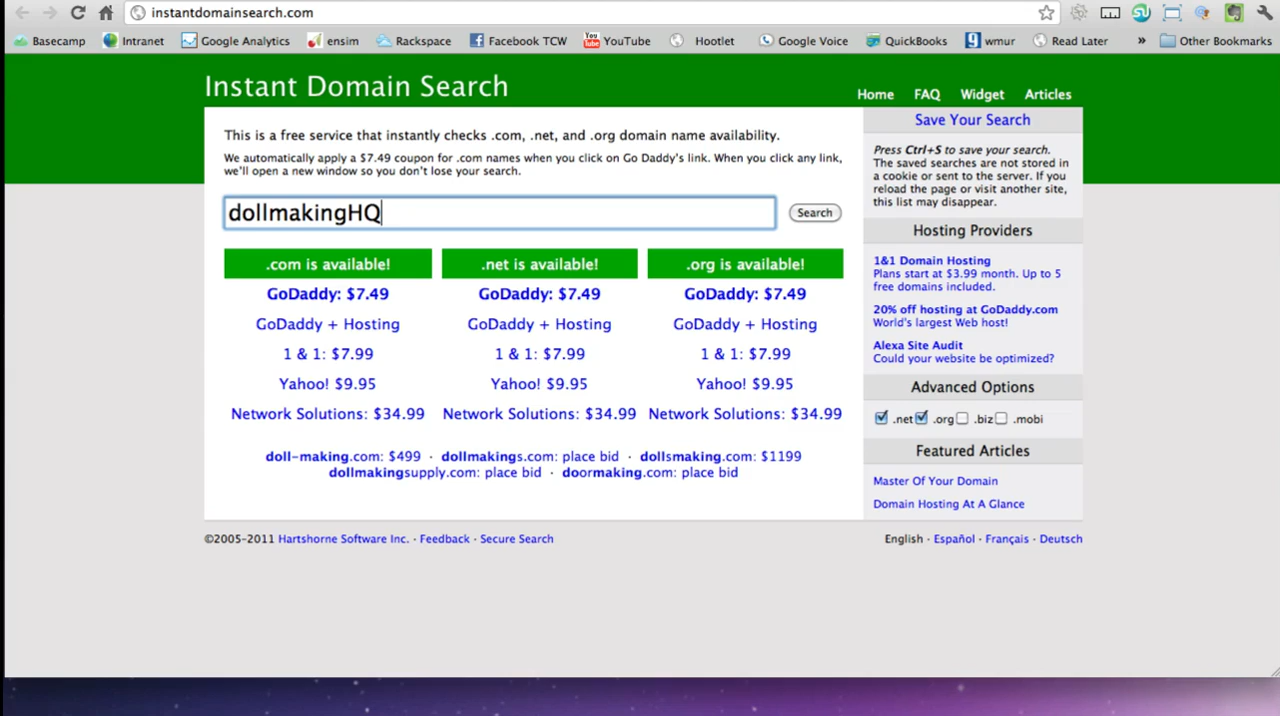 instantdomainsearch.com
Basecamp Intranet Google Analytics ensim Rackspace Facebook TCW YouTube Hootlet Google Voice QuickBooks wmur Read Later » Other Bookmarks
Instant Domain Search
Home FAQ Widget Articles
This is a free service that instantly checks .com, .net, and .org domain name availability.
We automatically apply a $7.49 coupon for .com names when you click on Go Daddy's link. When you click any link,
we'll open a new window so you don't lose your search.
dollmakingHQ Search
.com is available! .net is available! .org is available!
GoDaddy: $7.49 GoDaddy: $7.49 GoDaddy: $7.49
GoDaddy + Hosting GoDaddy + Hosting GoDaddy + Hosting
1 & 1: $7.99 1 & 1: $7.99 1 & 1: $7.99
Yahoo! $9.95 Yahoo! $9.95 Yahoo! $9.95
Network Solutions: $34.99 Network Solutions: $34.99 Network Solutions: $34.99
doll-making.com: $499 · dollmakings.com: place bid · dollsmaking.com: $1199
dollmakingsupply.com: place bid · doormaking.com: place bid
Save Your Search
Press Ctrl+S to save your search.
The saved searches are not stored in
a cookie or sent to the server. If you
reload the page or visit another site,
this list may disappear.
Hosting Providers
1&1 Domain Hosting
Plans start at $3.99 month. Up to 5
free domains included.
20% off hosting at GoDaddy.com
World's largest Web host!
Alexa Site Audit
Could your website be optimized?
Advanced Options
.net .org .biz .mobi
Featured Articles
Master Of Your Domain
Domain Hosting At A Glance
©2005-2011 Hartshorne Software Inc. · Feedback · Secure Search
English · Español · Français · Deutsch